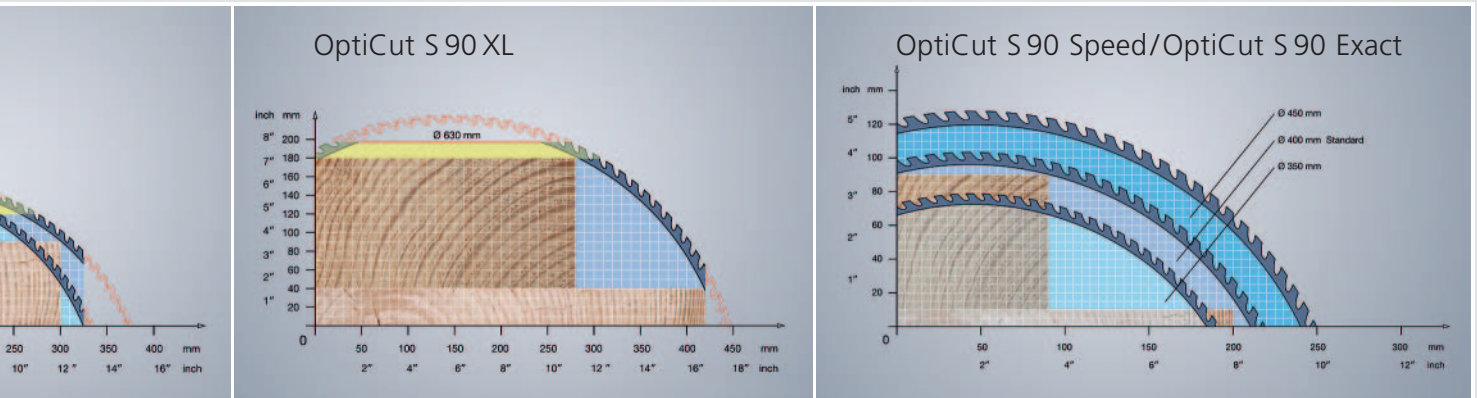 250 300 350 400 mm
10" 12" 14" 16" inch
OptiCut S 90 XL
inch mm
8" 200
7" 180
160
6"
5" 140
120
4" 100
3" 80
2" 60
40
1" 20
Ø 630 mm
0
50 100 150 200 250 300 350 400 450 mm
2" 4" 6" 8" 10" 12" 14" 16" 18" inch
OptiCut S 90 Speed/OptiCut S 90 Exact
inch mm
5" 120
4" 100
3" 80
60
2"
40
1" 20
Ø 450 mm
Ø 400 mm Standard
Ø 350 mm
0
50 100 150 200 250 300 mm
2" 4" 6" 8" 10" 12" inch